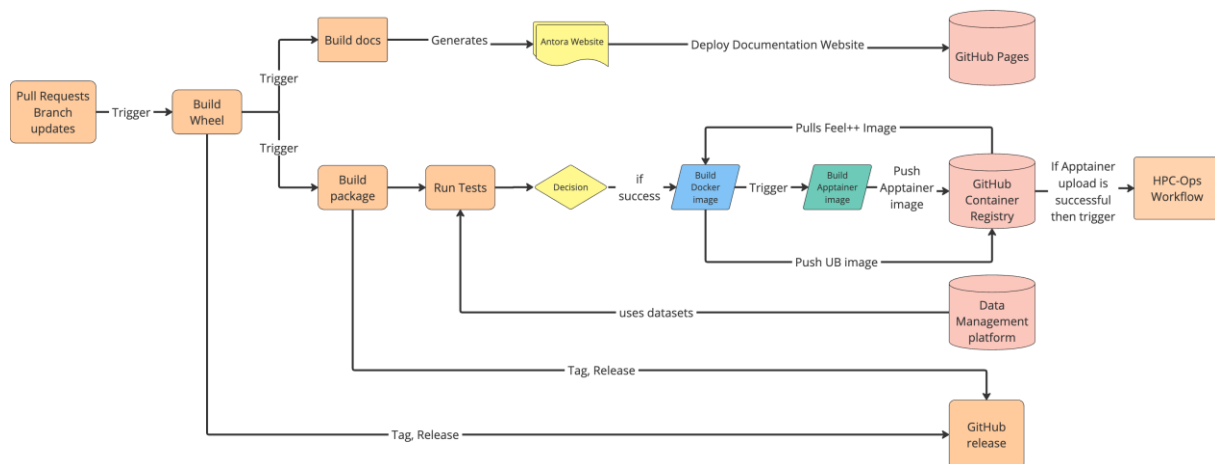 Build docs
Generates
Antora Website
Deploy Documentation Website
GitHub Pages
Trigger
Pull Requests
Branch
updates
Trigger
Build
Wheel
Trigger
Pulls Feel++ Image
Build
package
Run Tests
Decision
if
success
Build
Docker
image
Trigger
Build
Apptainer
image
Push
Apptainer
image
GitHub
Container
Registry
If Apptainer
upload is
successful
then trigger
HPC-Ops
Workflow
Push UB image
uses datasets
Data
Management
platform
Tag, Release
Tag, Release
GitHub
release